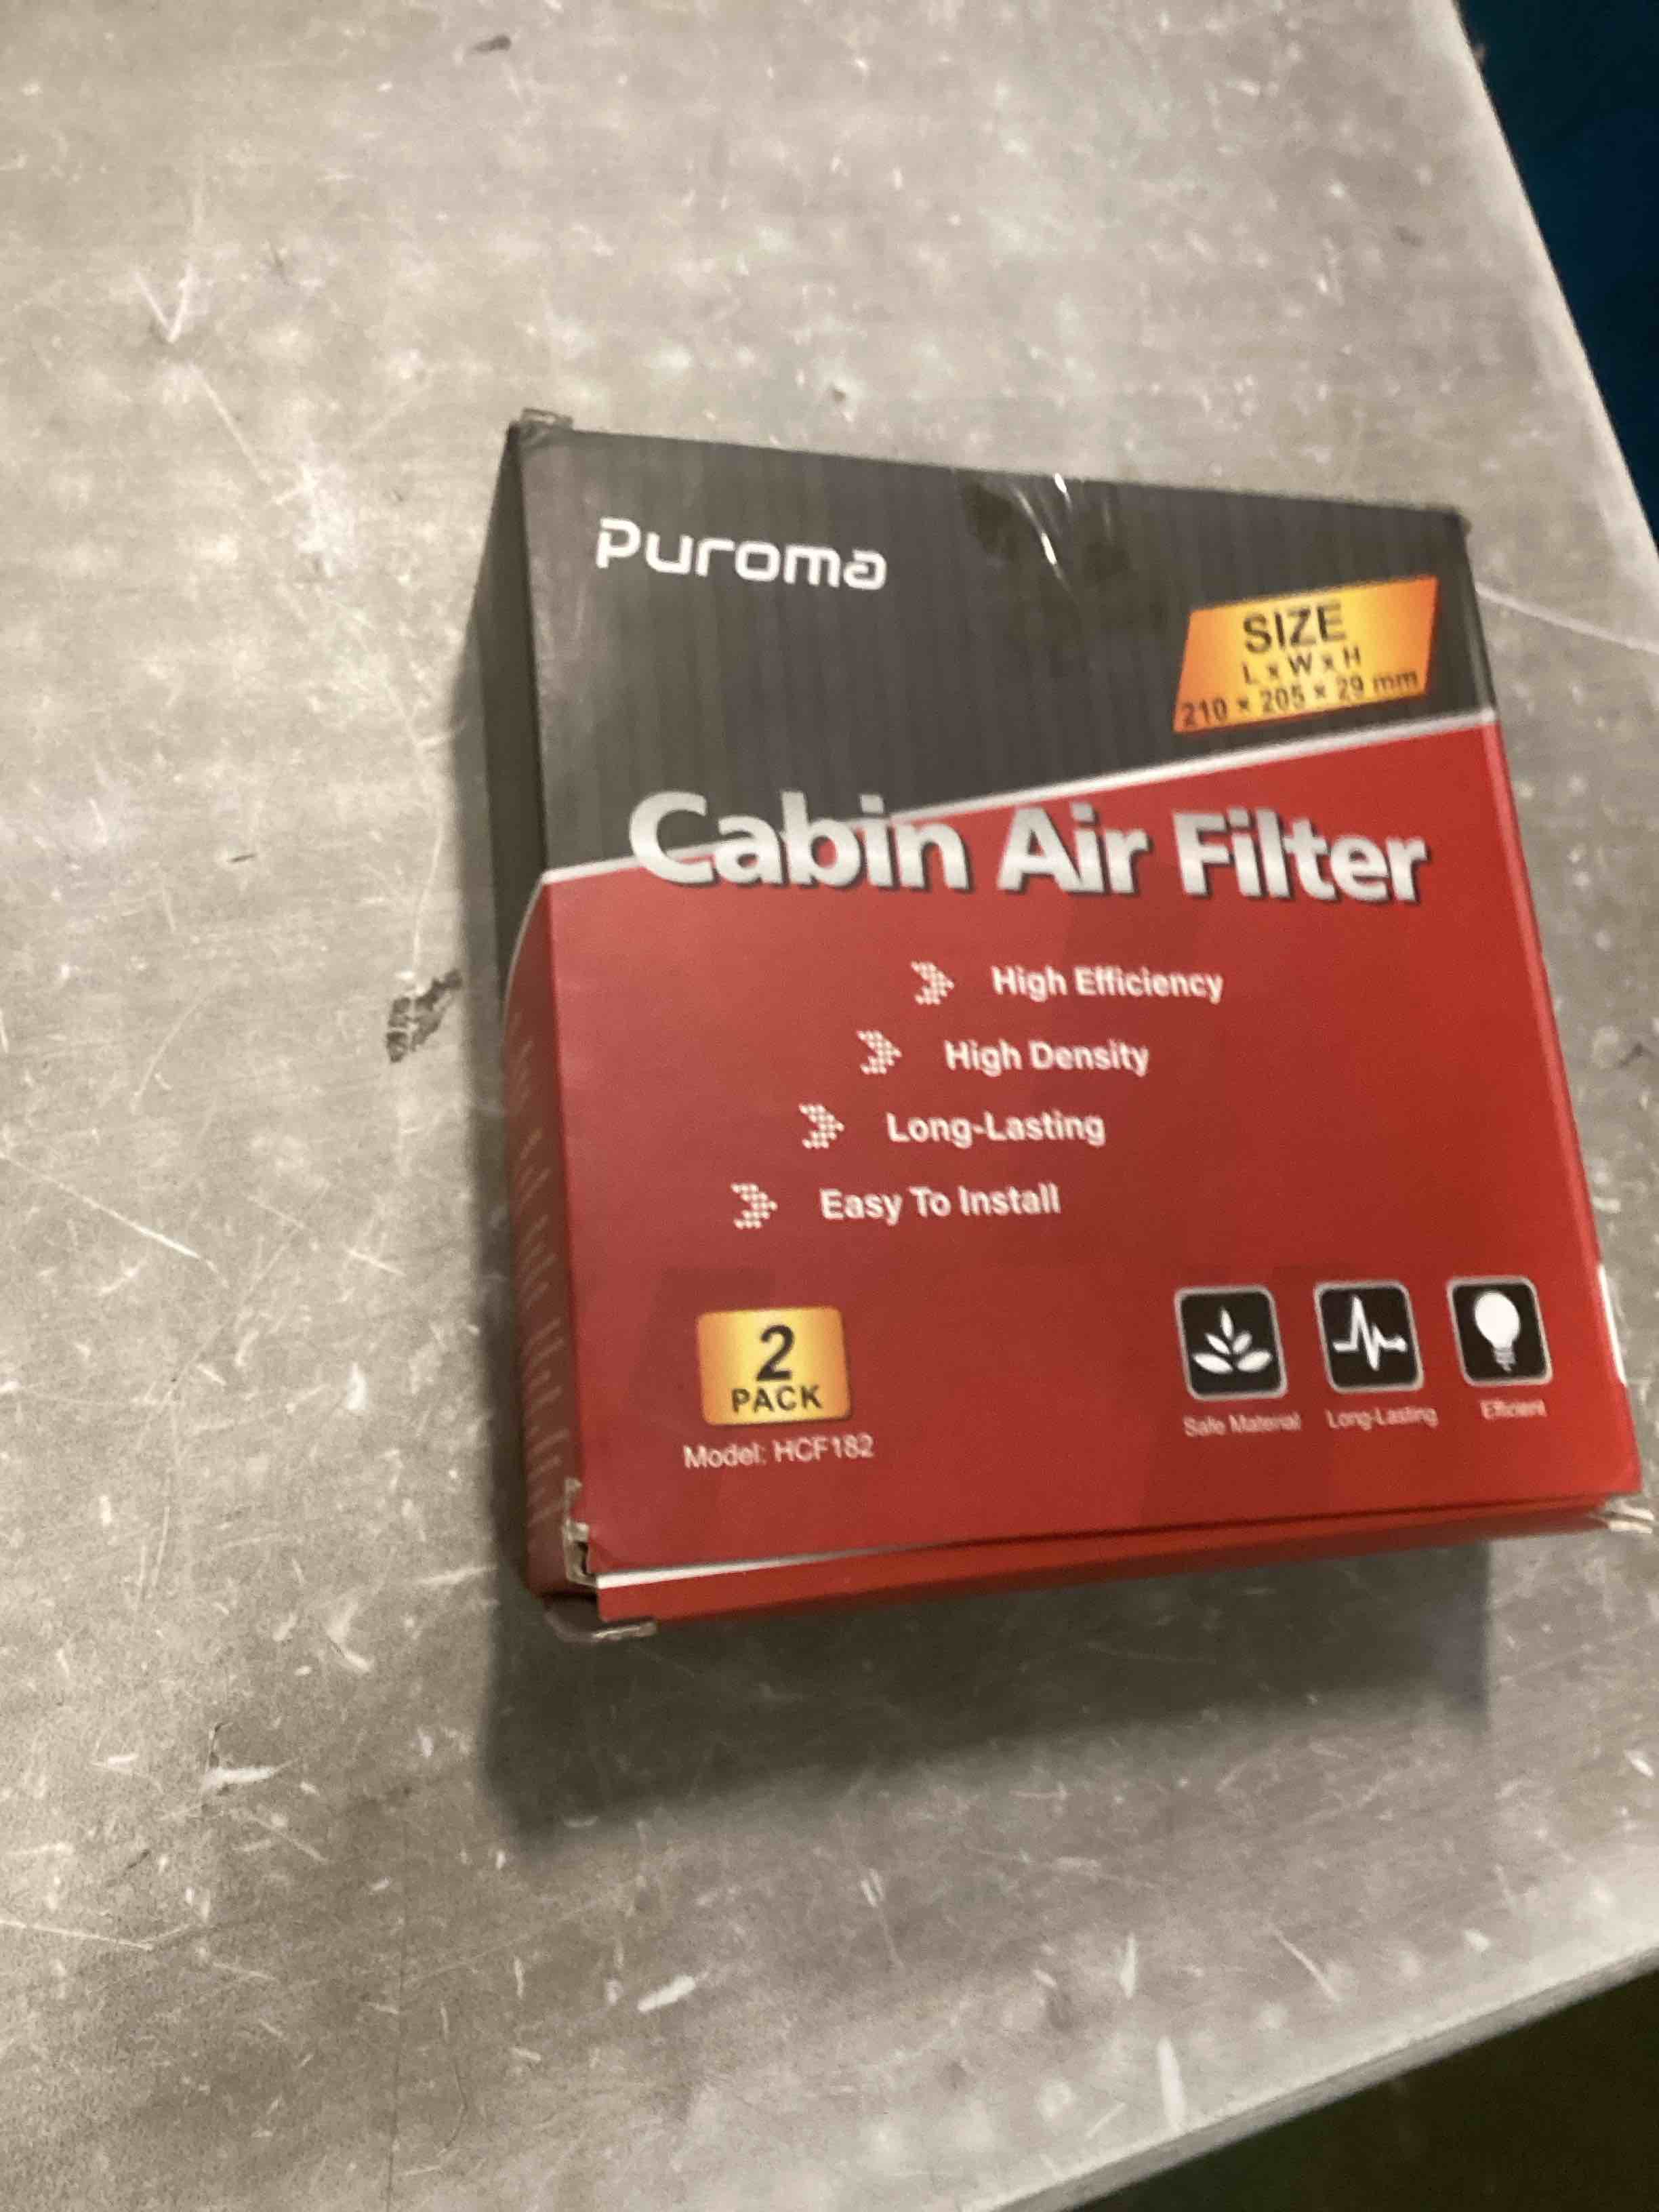 Puroma
SIZE
L x W x H
210 x 205 x 29 mm
Cabin Air Filter
High Efficiency
High Density
Long-Lasting
Easy To Install
2
PACK
Model: HCF182
Safe Material
Long-Lasting
Efficient